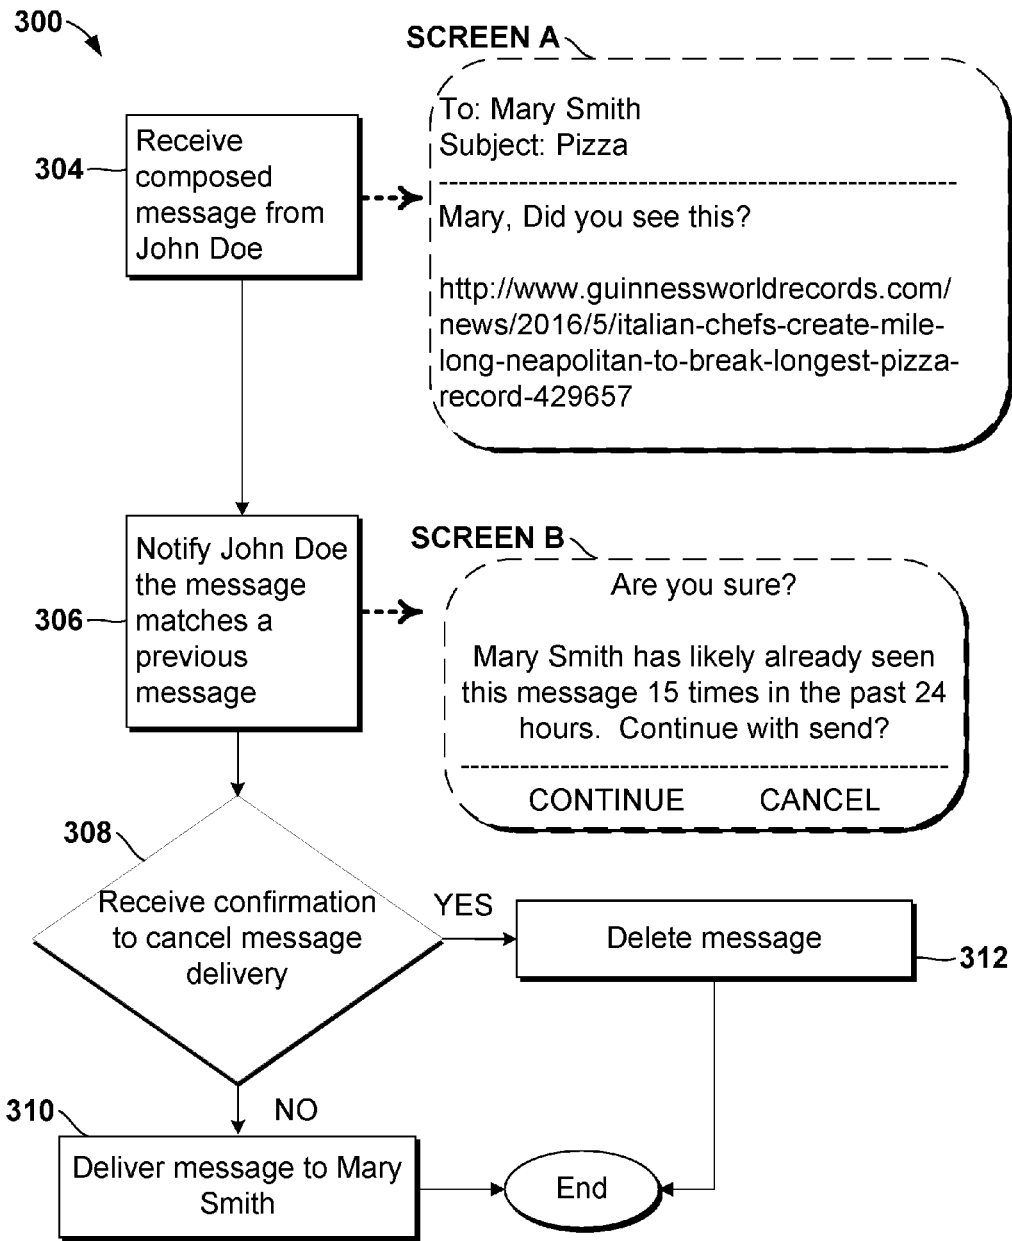 300
SCREEN A
To: Mary Smith
Subject: Pizza
--------------------------------------------------------
Mary, Did you see this?
http://www.guinnessworldrecords.com/
news/2016/5/italian-chefs-create-mile-
long-neapolitan-to-break-longest-pizza-
record-429657
304
Receive
composed
message from
John Doe
306
Notify John Doe
the message
matches a
previous
message
SCREEN B
Are you sure?
Mary Smith has likely already seen
this message 15 times in the past 24
hours.  Continue with send?
--------------------------------------------------------
CONTINUE CANCEL
308
Receive confirmation
to cancel message
delivery
YES
Delete message
312
NO
310
Deliver message to Mary
Smith
End